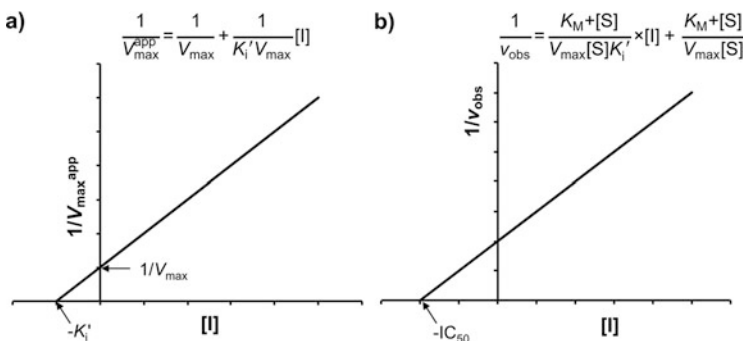 a)
1/V_max^app = 1/V_max + 1/(K_i′ V_max) [I]
1/V_max^app
1/V_max
-K_i′
[I]
b)
1/v_obs = (K_M+[S])/(V_max[S]K_i′) ×[I] + (K_M+[S])/(V_max[S])
1/v_obs
-IC_50
[I]